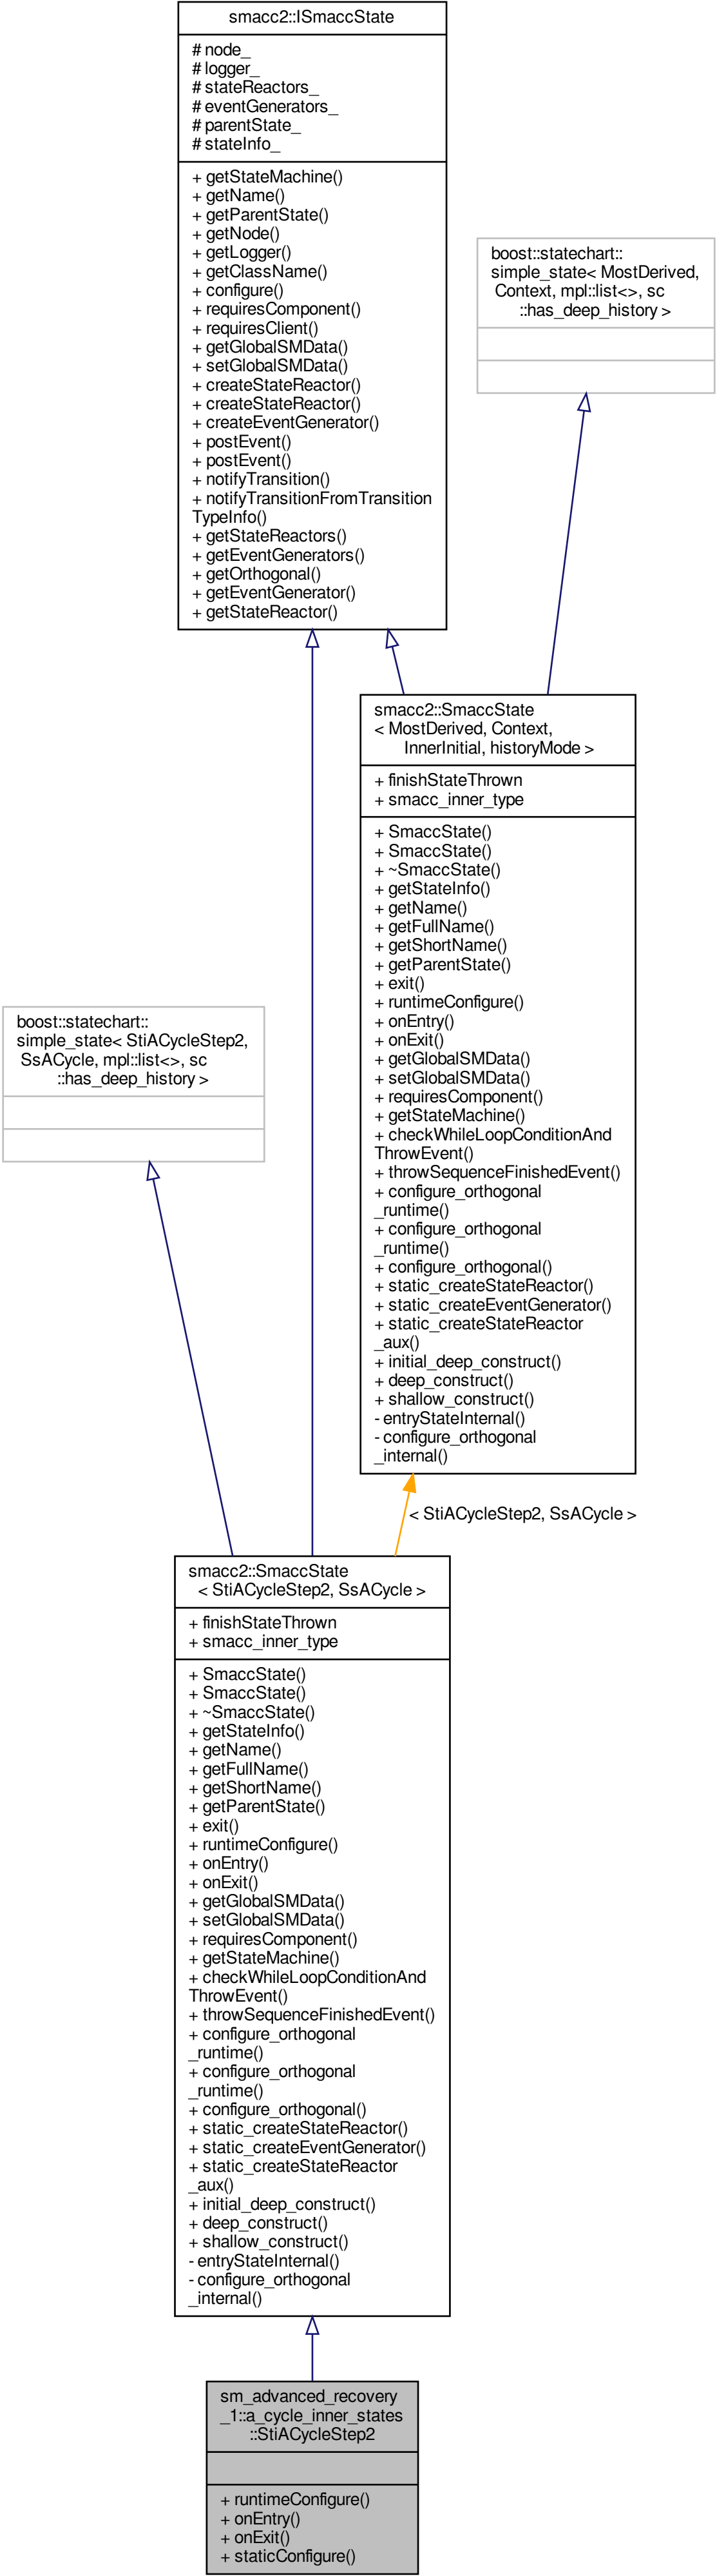 smacc2::ISmaccState
# node_
# logger_
# stateReactors_
# eventGenerators_
# parentState_
# stateInfo_
+ getStateMachine()
+ getName()
+ getParentState()
+ getNode()
+ getLogger()
+ getClassName()
+ configure()
+ requiresComponent()
+ requiresClient()
+ getGlobalSMData()
+ setGlobalSMData()
+ createStateReactor()
+ createStateReactor()
+ createEventGenerator()
+ postEvent()
+ postEvent()
+ notifyTransition()
+ notifyTransitionFromTransition
TypeInfo()
+ getStateReactors()
+ getEventGenerators()
+ getOrthogonal()
+ getEventGenerator()
+ getStateReactor()
boost::statechart::
simple_state< MostDerived,
Context, mpl::list<>, sc
::has_deep_history >
smacc2::SmaccState
< MostDerived, Context,
InnerInitial, historyMode >
+ finishStateThrown
+ smacc_inner_type
+ SmaccState()
+ SmaccState()
+ ~SmaccState()
+ getStateInfo()
+ getName()
+ getFullName()
+ getShortName()
+ getParentState()
+ exit()
+ runtimeConfigure()
+ onEntry()
+ onExit()
+ getGlobalSMData()
+ setGlobalSMData()
+ requiresComponent()
+ getStateMachine()
+ checkWhileLoopConditionAnd
ThrowEvent()
+ throwSequenceFinishedEvent()
+ configure_orthogonal
_runtime()
+ configure_orthogonal
_runtime()
+ configure_orthogonal()
+ static_createStateReactor()
+ static_createEventGenerator()
+ static_createStateReactor
_aux()
+ initial_deep_construct()
+ deep_construct()
+ shallow_construct()
- entryStateInternal()
- configure_orthogonal
_internal()
boost::statechart::
simple_state< StiACycleStep2,
SsACycle, mpl::list<>, sc
::has_deep_history >
< StiACycleStep2, SsACycle >
smacc2::SmaccState
< StiACycleStep2, SsACycle >
+ finishStateThrown
+ smacc_inner_type
+ SmaccState()
+ SmaccState()
+ ~SmaccState()
+ getStateInfo()
+ getName()
+ getFullName()
+ getShortName()
+ getParentState()
+ exit()
+ runtimeConfigure()
+ onEntry()
+ onExit()
+ getGlobalSMData()
+ setGlobalSMData()
+ requiresComponent()
+ getStateMachine()
+ checkWhileLoopConditionAnd
ThrowEvent()
+ throwSequenceFinishedEvent()
+ configure_orthogonal
_runtime()
+ configure_orthogonal
_runtime()
+ configure_orthogonal()
+ static_createStateReactor()
+ static_createEventGenerator()
+ static_createStateReactor
_aux()
+ initial_deep_construct()
+ deep_construct()
+ shallow_construct()
- entryStateInternal()
- configure_orthogonal
_internal()
sm_advanced_recovery
_1::a_cycle_inner_states
::StiACycleStep2
+ runtimeConfigure()
+ onEntry()
+ onExit()
+ staticConfigure()